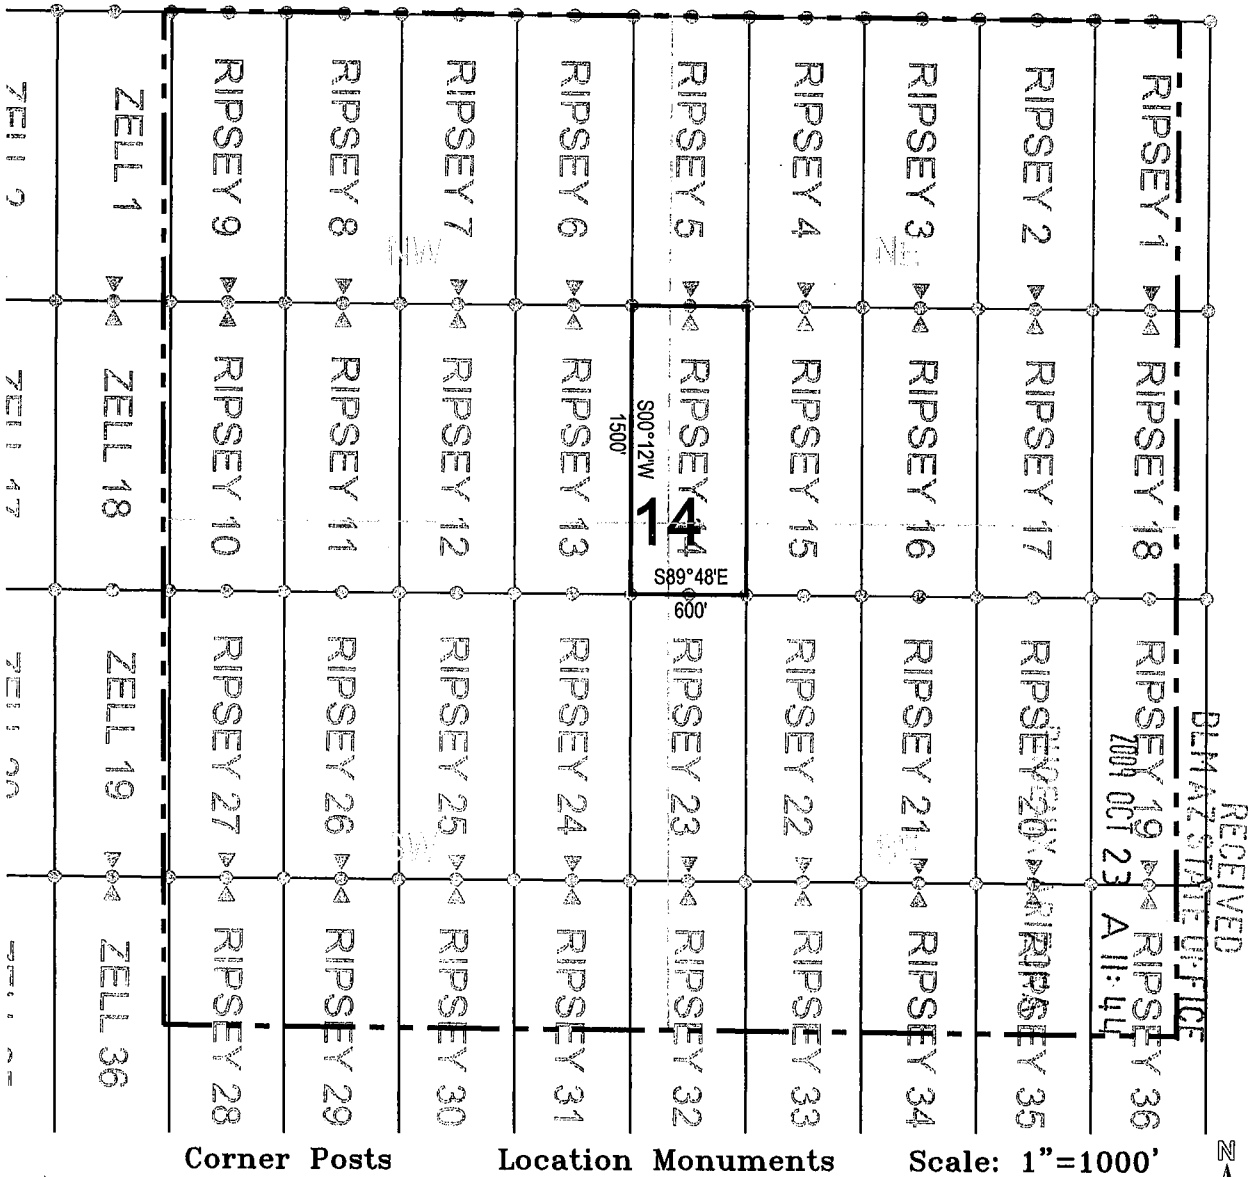 ZELL 1
RIPSEY 9
RIPSEY 8
RIPSEY 7
RIPSEY 6
RIPSEY 5
RIPSEY 4
RIPSEY 3
RIPSEY 2
RIPSEY 1
NW
NE
ZELL 18
RIPSEY 10
RIPSEY 11
RIPSEY 12
RIPSEY 13
RIPSEY 14
RIPSEY 15
RIPSEY 16
RIPSEY 17
RIPSEY 18
S00°12'W
1500'
14
S89°48'E
600'
ZELL 19
RIPSEY 27
RIPSEY 26
RIPSEY 25
RIPSEY 24
RIPSEY 23
RIPSEY 22
RIPSEY 21
RIPSEY 20
RIPSEY 19
SW
ZELL 36
RIPSEY 28
RIPSEY 29
RIPSEY 30
RIPSEY 31
RIPSEY 32
RIPSEY 33
RIPSEY 34
RIPSEY 35
RIPSEY 36
RECEIVED
BLM AZ STATE OFFICE
2009 OCT 23 A 11: 44
Corner Posts
Location Monuments
Scale: 1"=1000'
N